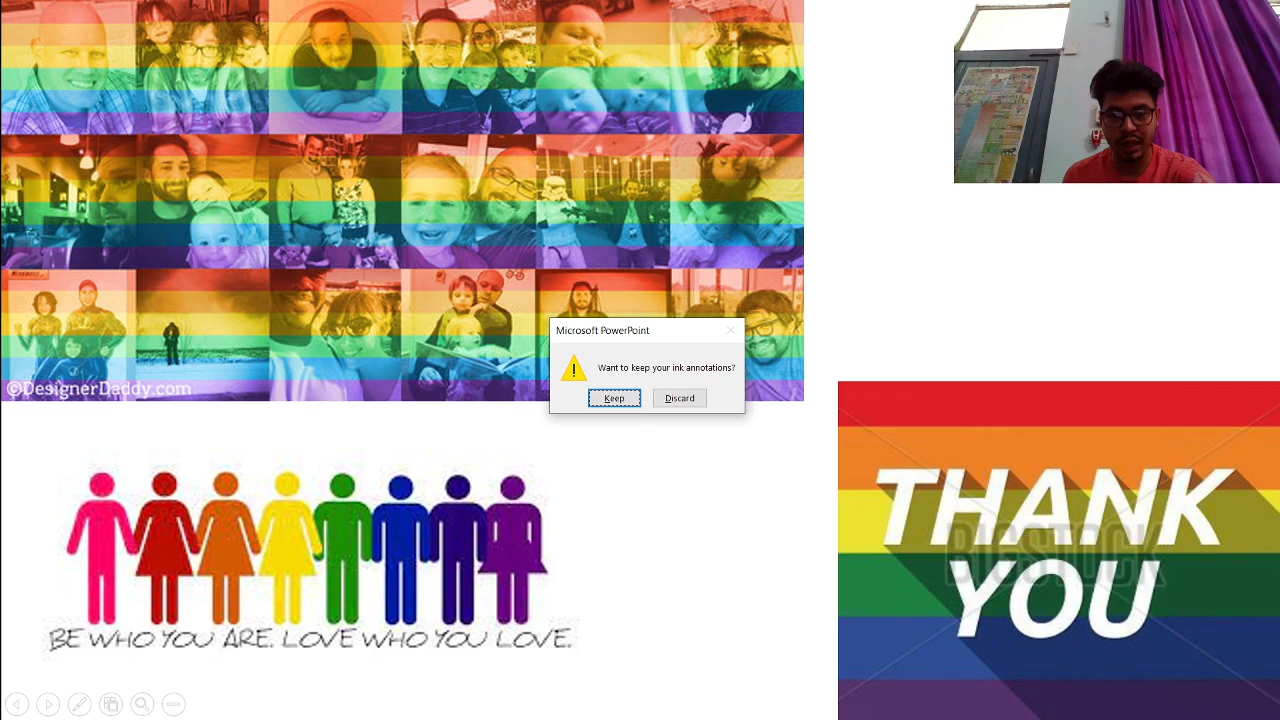 ©DesignerDaddy.com
Microsoft PowerPoint
Want to keep your ink annotations?
Keep
Discard
THANK
YOU
BIGSTOCK
BE WHO YOU ARE. LOVE WHO YOU LOVE.